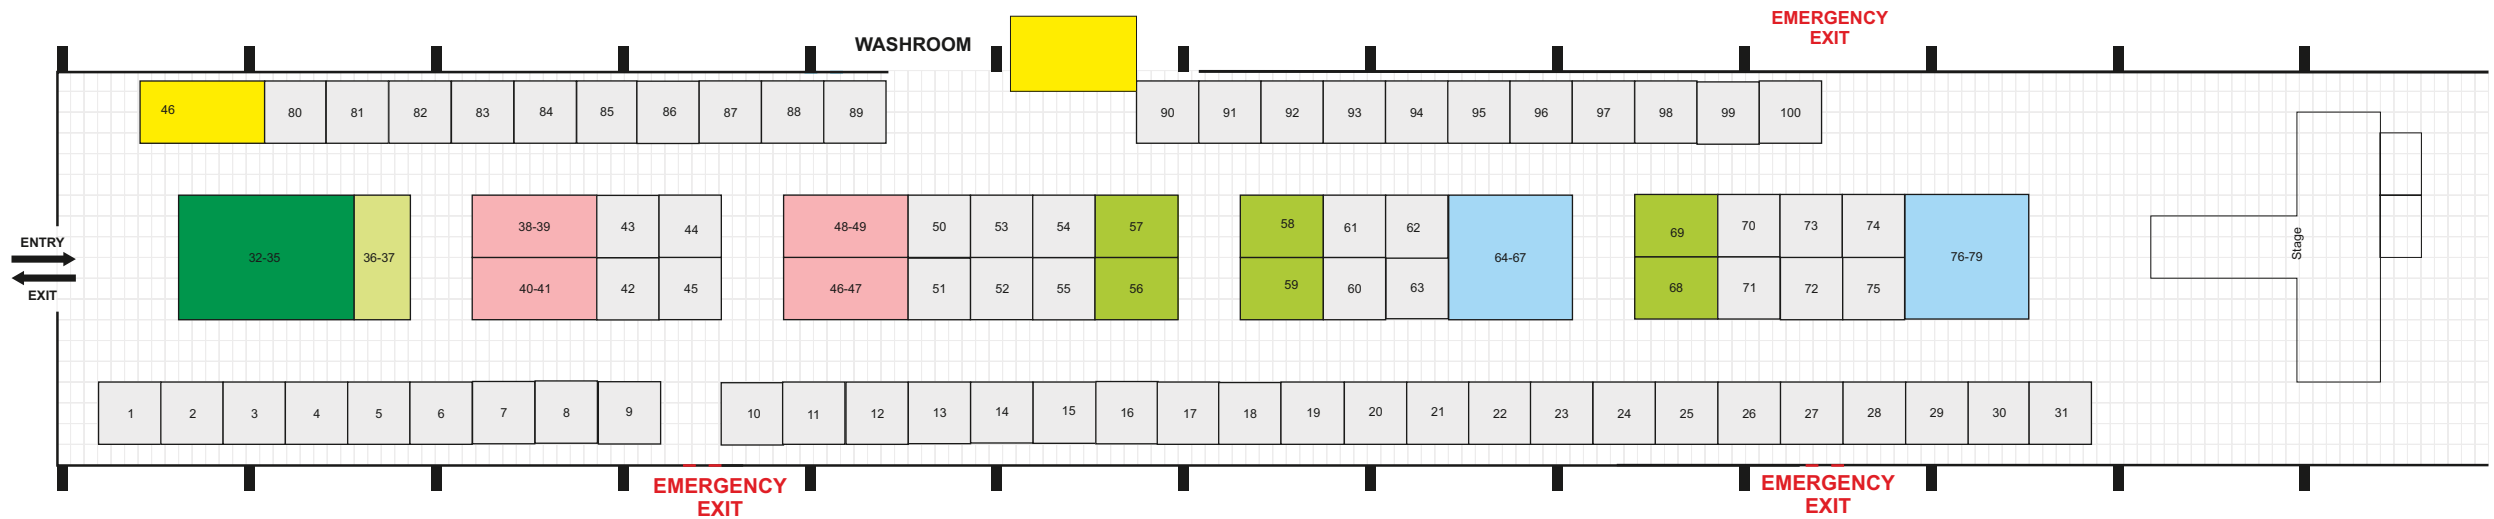 EMERGENCY
EXIT
WASHROOM
46 80 81 82 83 84 85 86 87 88 89 90 91 92 93 94 95 96 97 98 99 100
38-39 43 44 48-49 50 53 54 57 58 61 62 69 70 73 74
ENTRY
32-35 36-37 64-67 76-79 Stage
EXIT
40-41 42 45 46-47 51 52 55 56 59 60 63 68 71 72 75
1 2 3 4 5 6 7 8 9 10 11 12 13 14 15 16 17 18 19 20 21 22 23 24 25 26 27 28 29 30 31
EMERGENCY
EXIT
EMERGENCY
EXIT